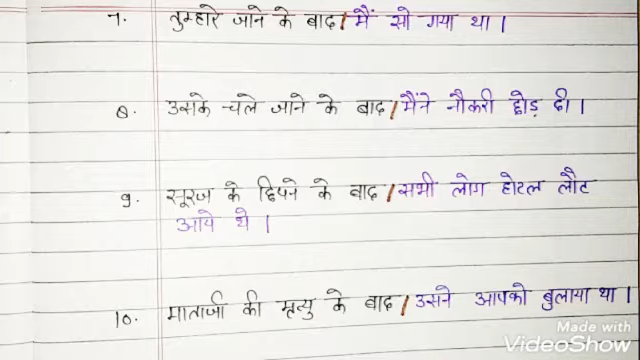 7. तुम्हारे जाने के बाद / मैं सो गया था ।
8. उसके चले जाने के बाद / मैंने नौकरी छोड़ दी ।
9. सूरज के छिपने के बाद / सभी लोग होटल लौट
आये थे ।
10. माताजी की मृत्यु के बाद / उसने आपको बुलाया था ।
Made with
VideoShow